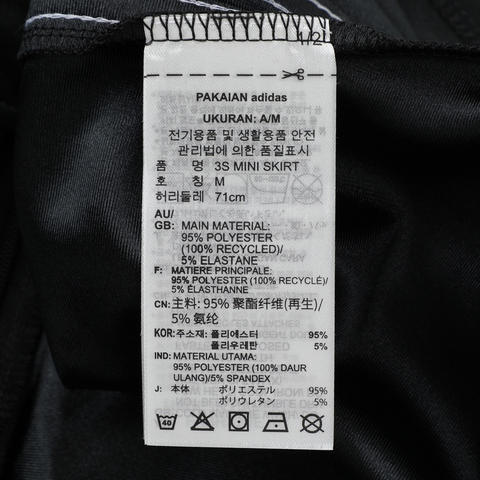 1/2
PAKAIAN adidas
UKURAN: A/M
전기용품 및 생활용품 안전
관리법에 의한 품질표시
품 명 3S MINI SKIRT
호 칭 M
허리둘레 71cm
AU/
GB: MAIN MATERIAL:
95% POLYESTER
(100% RECYCLED)/
5% ELASTANE
F: MATIERE PRINCIPALE:
95% POLYESTER (100% RECYCLÉ)/
5% ÉLASTHANNE
CN: 主料: 95% 聚酯纤维(再生)/
5% 氨纶
KOR: 주소재: 폴리에스터 95%
폴리우레탄 5%
IND: MATERIAL UTAMA:
95% POLYESTER (100% DAUR
ULANG)/5% SPANDEX
J: 本体 ポリエステル 95%
ポリウレタン 5%
40